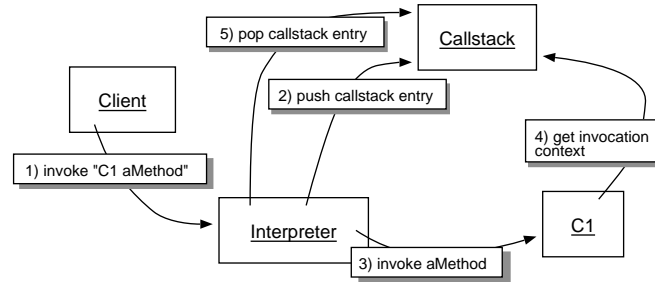 5) pop callstack entry
Callstack
Client
2) push callstack entry
4) get invocation
context
1) invoke "C1 aMethod"
Interpreter
C1
3) invoke aMethod